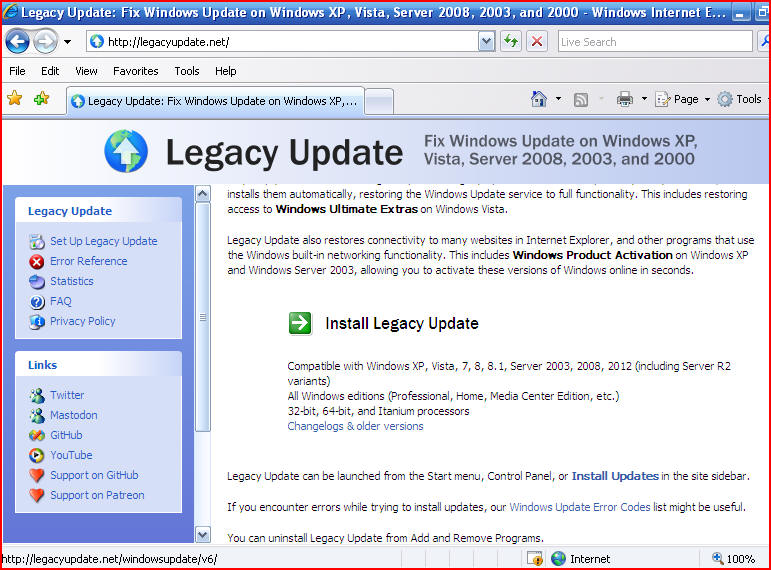 Legacy Update: Fix Windows Update on Windows XP, Vista, Server 2008, 2003, and 2000 - Windows Internet E...
http://legacyupdate.net/
Live Search
File Edit View Favorites Tools Help
Legacy Update: Fix Windows Update on Windows XP,...
Page Tools
Legacy Update
Fix Windows Update on Windows XP,
Vista, Server 2008, 2003, and 2000
Legacy Update
Set Up Legacy Update
Error Reference
Statistics
FAQ
Privacy Policy
Links
Twitter
Mastodon
GitHub
YouTube
Support on GitHub
Support on Patreon
installs them automatically, restoring the Windows Update service to full functionality. This includes restoring
access to Windows Ultimate Extras on Windows Vista.
Legacy Update also restores connectivity to many websites in Internet Explorer, and other programs that use
the Windows built-in networking functionality. This includes Windows Product Activation on Windows XP
and Windows Server 2003, allowing you to activate these versions of Windows online in seconds.
Install Legacy Update
Compatible with Windows XP, Vista, 7, 8, 8.1, Server 2003, 2008, 2012 (including Server R2
variants)
All Windows editions (Professional, Home, Media Center Edition, etc.)
32-bit, 64-bit, and Itanium processors
Changelogs & older versions
Legacy Update can be launched from the Start menu, Control Panel, or Install Updates in the site sidebar.
If you encounter errors while trying to install updates, our Windows Update Error Codes list might be useful.
You can uninstall Legacy Update from Add and Remove Programs.
http://legacyupdate.net/windowsupdate/v6/
Internet
100%